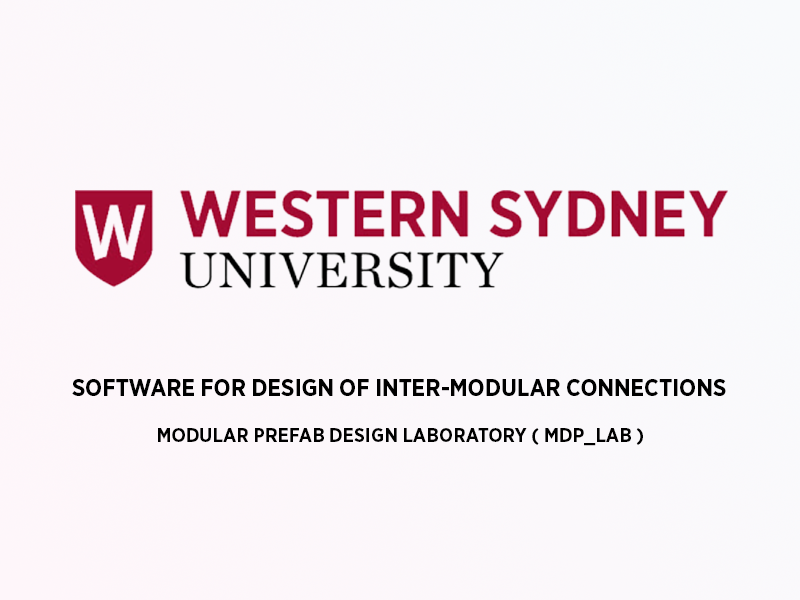 W WESTERN SYDNEY
UNIVERSITY
SOFTWARE FOR DESIGN OF INTER-MODULAR CONNECTIONS
MODULAR PREFAB DESIGN LABORATORY ( MDP_LAB )